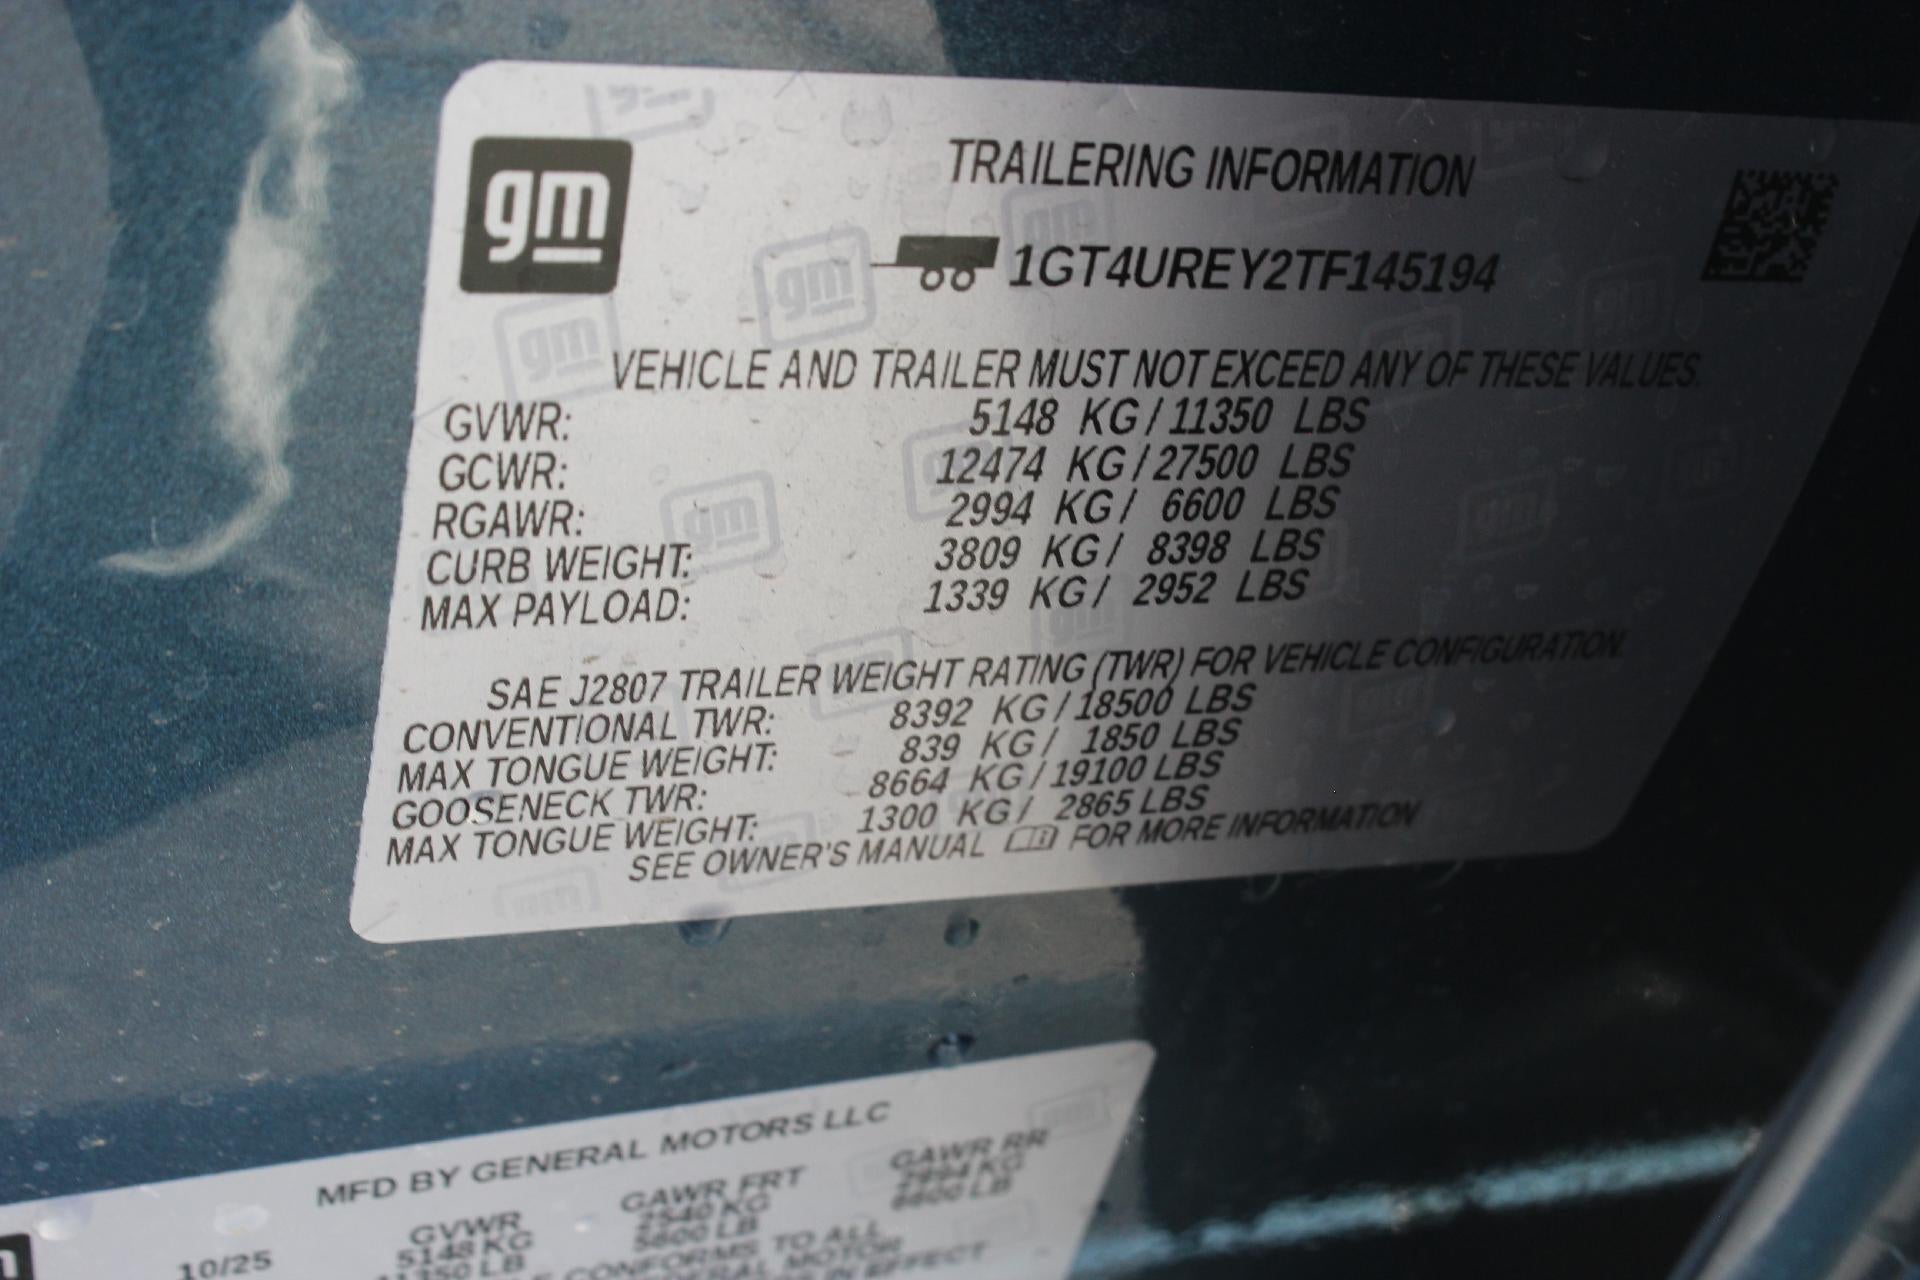 gm
TRAILERING INFORMATION
1GT4UREY2TF145194
VEHICLE AND TRAILER MUST NOT EXCEED ANY OF THESE VALUES.
GVWR: 5148 KG / 11350 LBS
GCWR: 12474 KG / 27500 LBS
RGAWR: 2994 KG / 6600 LBS
CURB WEIGHT: 3809 KG / 8398 LBS
MAX PAYLOAD: 1339 KG / 2952 LBS
SAE J2807 TRAILER WEIGHT RATING (TWR) FOR VEHICLE CONFIGURATION.
CONVENTIONAL TWR: 8392 KG / 18500 LBS
MAX TONGUE WEIGHT: 839 KG / 1850 LBS
GOOSENECK TWR: 8664 KG / 19100 LBS
MAX TONGUE WEIGHT: 1300 KG / 2865 LBS
SEE OWNER'S MANUAL FOR MORE INFORMATION
MFD BY GENERAL MOTORS LLC
10/25 GVWR GAWR FRT GAWR RR
5148 KG 2540 KG 2994 KG
11350 LB 5600 LB 6600 LB
CONFORMS TO ALL
MOTOR
IN EFFECT